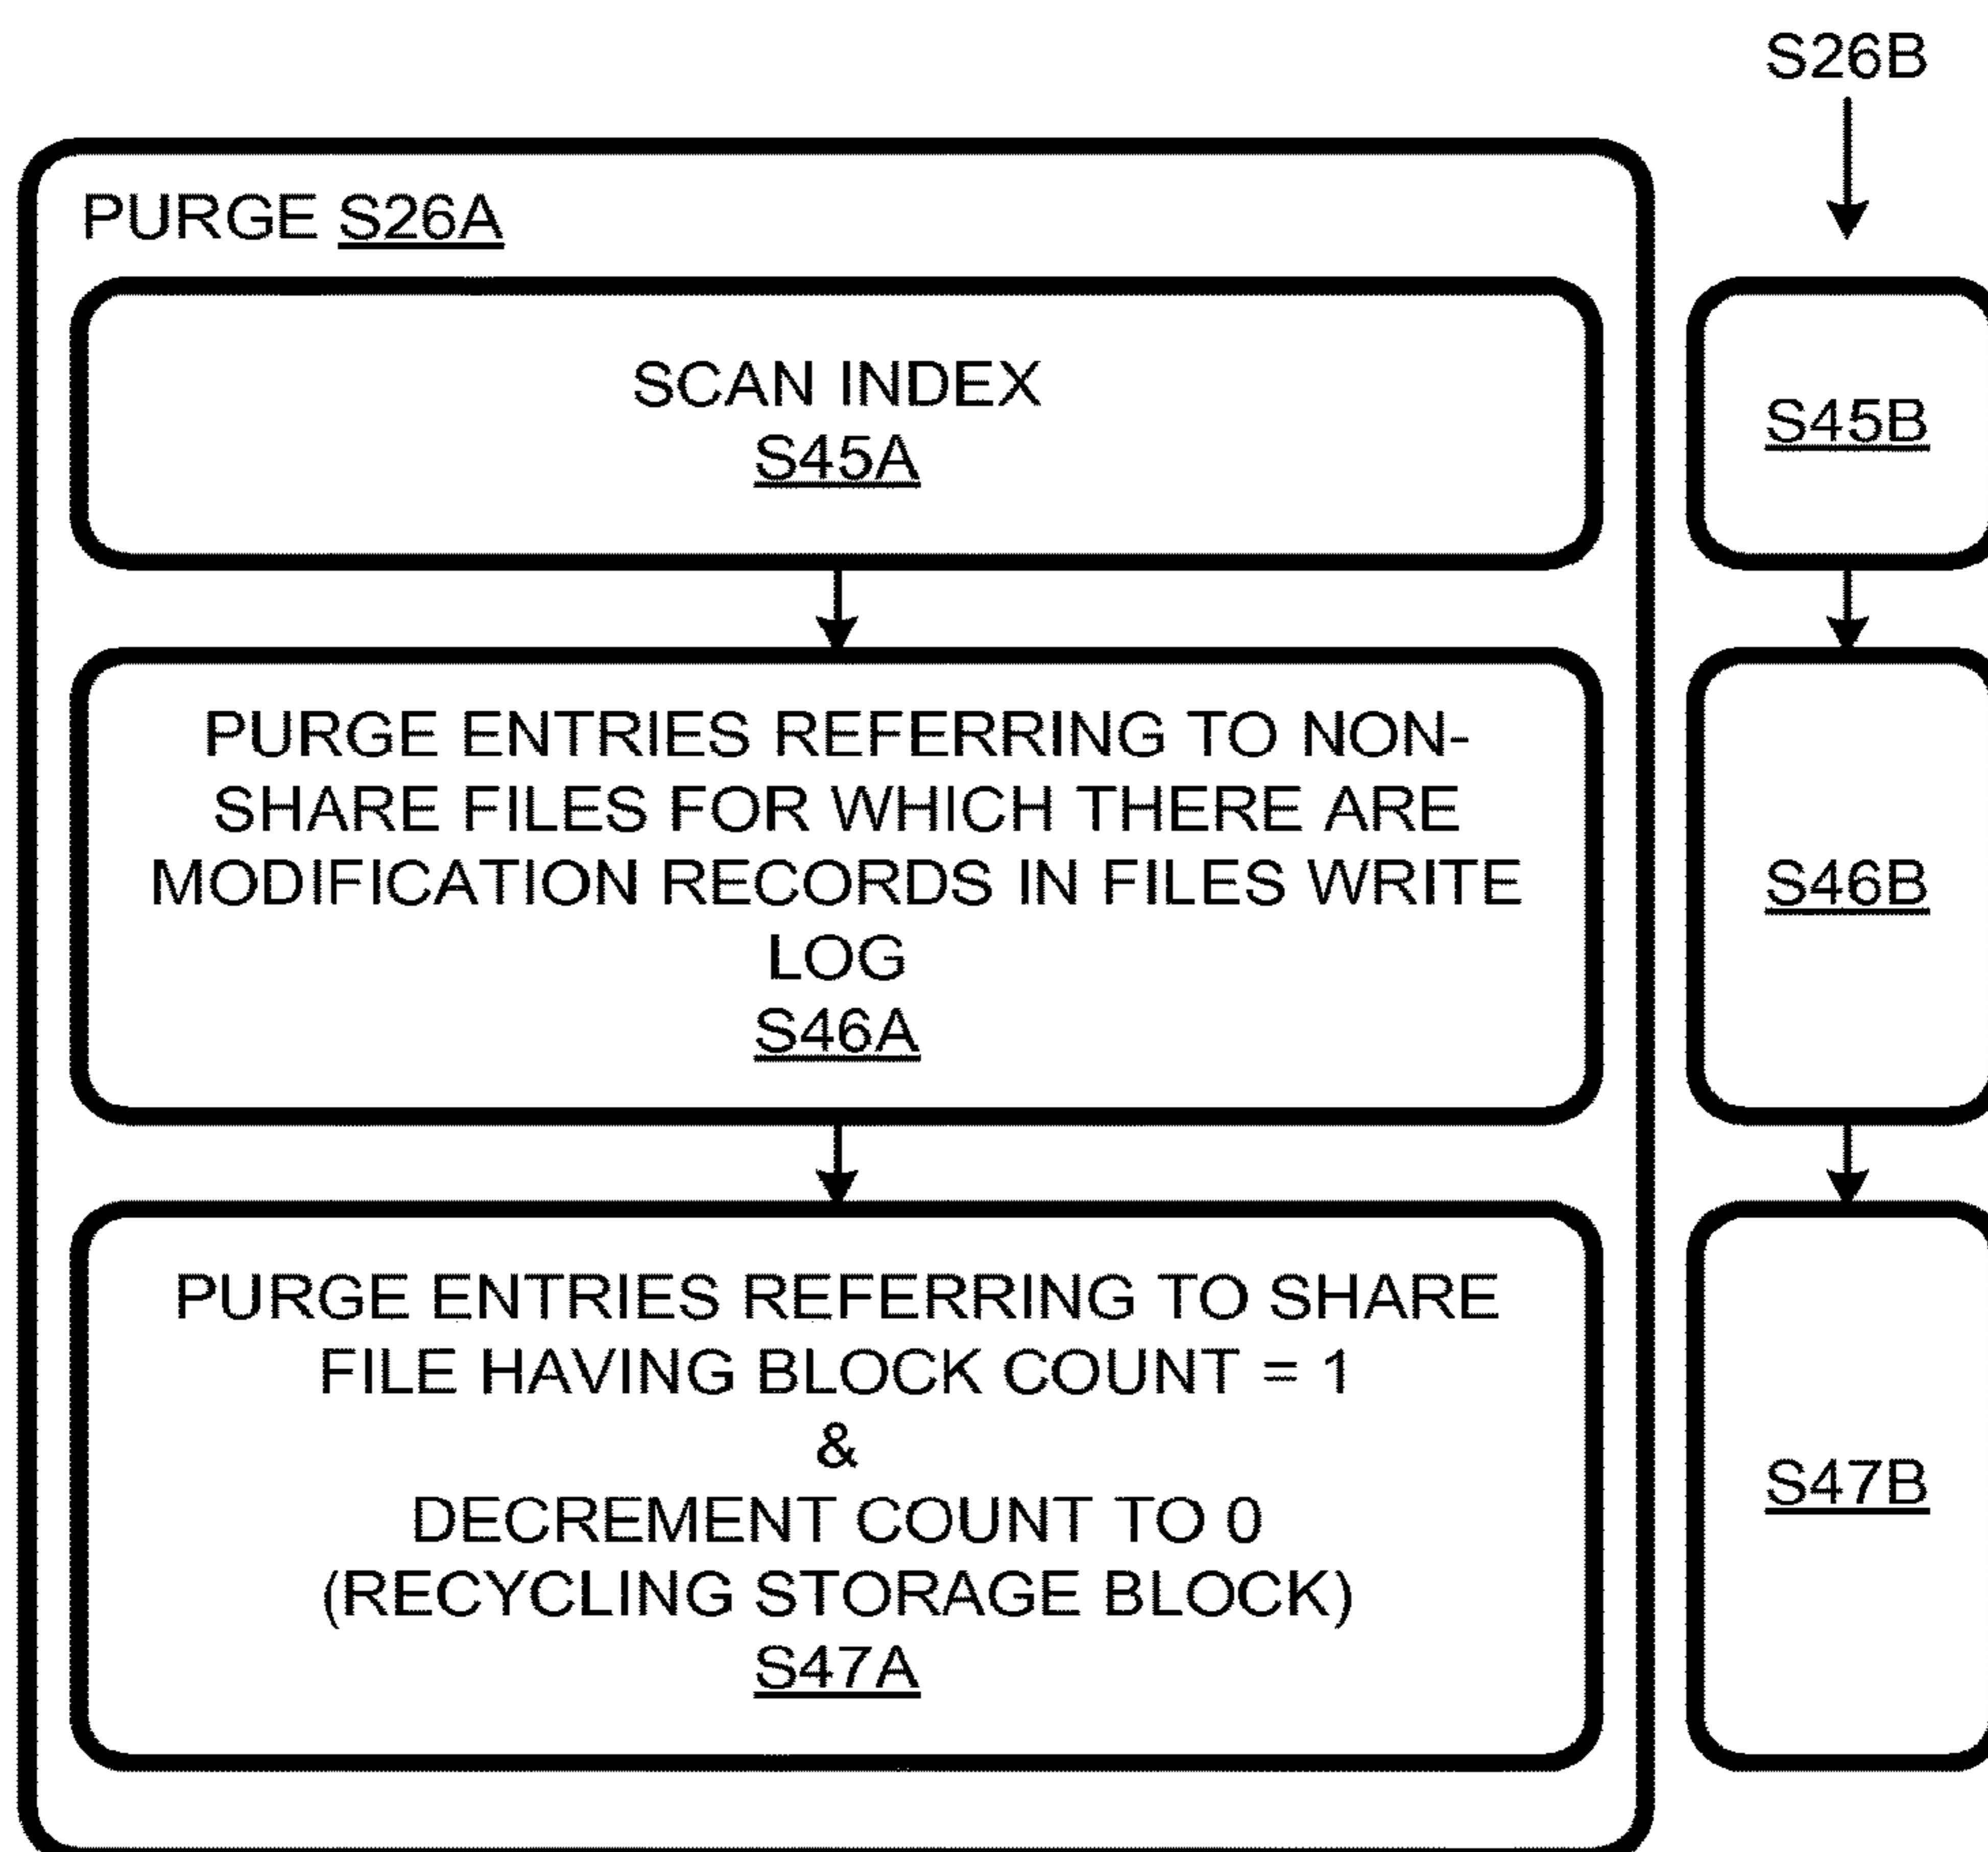 S26B
PURGE S26A
SCAN INDEX
S45A
S45B
PURGE ENTRIES REFERRING TO NON-
SHARE FILES FOR WHICH THERE ARE
MODIFICATION RECORDS IN FILES WRITE
LOG
S46A
S46B
PURGE ENTRIES REFERRING TO SHARE
FILE HAVING BLOCK COUNT = 1
&
DECREMENT COUNT TO 0
(RECYCLING STORAGE BLOCK)
S47A
S47B